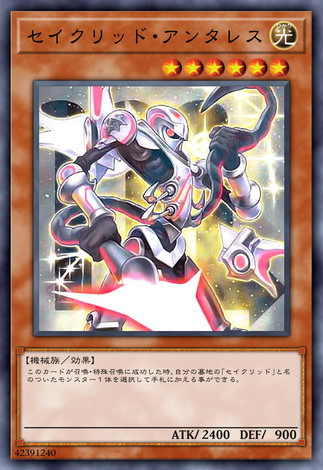 セイクリッド・アンタレス
光
【機械族/効果】
このカードが召喚・特殊召喚に成功した時、自分の墓地の「セイクリッド」と名
のついたモンスター1体を選択して手札に加える事ができる。
ATK/ 2400 DEF/ 900
42391240